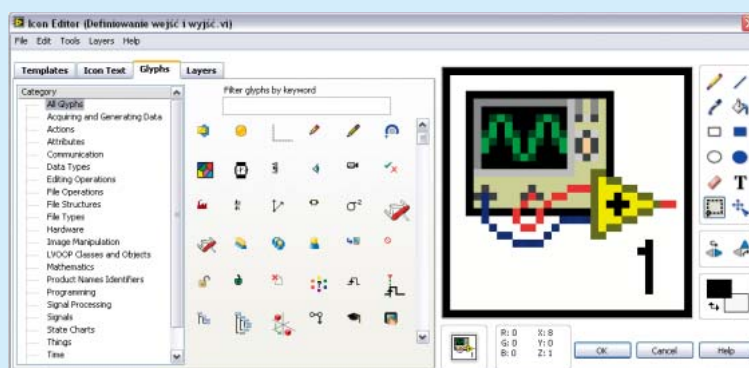 Icon Editor (Definiowanie wejść i wyjść.vi)
File Edit Tools Layers Help
Templates Icon Text Glyphs Layers
Category
All Glyphs
Acquiring and Generating Data
Actions
Attributes
Communication
Data Types
Editing Operations
File Operations
File Structures
File Types
Hardware
Image Manipulation
LVOOP Classes and Objects
Mathematics
Product Names Identifiers
Programming
Signal Processing
Signals
State Charts
Things
Time
Filter glyphs by keyword
σ²
1
T
R: 0 X: 8
G: 0 Y: 0
B: 0 Z: 1
OK Cancel Help